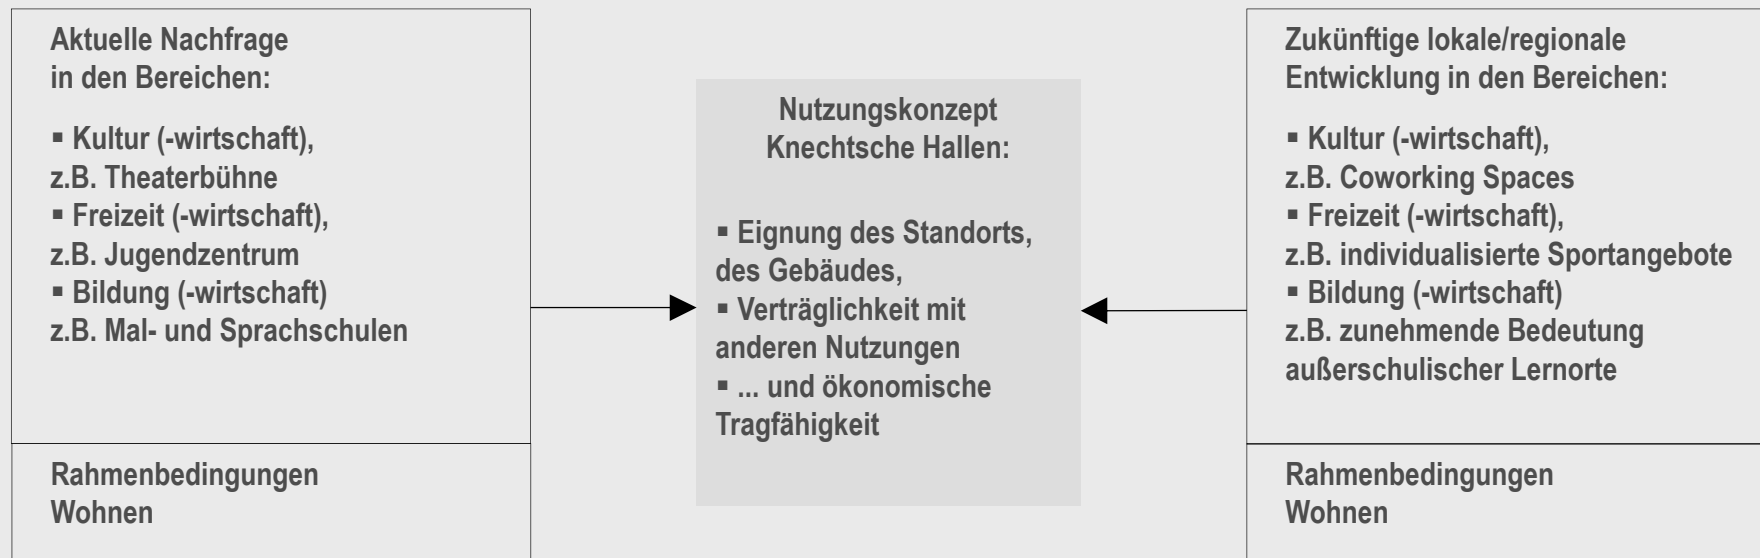 Aktuelle Nachfrage
in den Bereichen:
▪ Kultur (-wirtschaft),
z.B. Theaterbühne
▪ Freizeit (-wirtschaft),
z.B. Jugendzentrum
▪ Bildung (-wirtschaft)
z.B. Mal- und Sprachschulen
Rahmenbedingungen
Wohnen
Nutzungskonzept
Knechtsche Hallen:
▪ Eignung des Standorts,
des Gebäudes,
▪ Verträglichkeit mit
anderen Nutzungen
▪ ... und ökonomische
Tragfähigkeit
Zukünftige lokale/regionale
Entwicklung in den Bereichen:
▪ Kultur (-wirtschaft),
z.B. Coworking Spaces
▪ Freizeit (-wirtschaft),
z.B. individualisierte Sportangebote
▪ Bildung (-wirtschaft)
z.B. zunehmende Bedeutung
außerschulischer Lernorte
Rahmenbedingungen
Wohnen